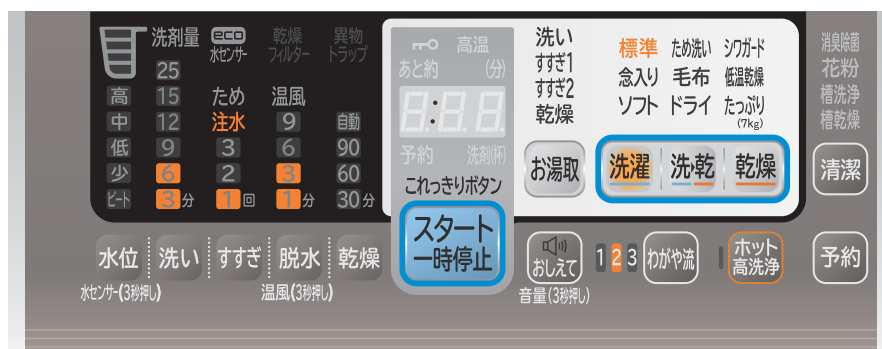 洗剤量
eco
水センサー
乾燥
フィルター
異物
トラップ
25
高 15 ため 温風
中 12 注水 9 自動
低 9 3 6 90
少 6 2 3 60
ビート 3分 1回 1分 30分
高温
あと約 (分)
8:8.8.
予約 洗剤(杯)
これっきりボタン
スタート
一時停止
洗い
すすぎ1
すすぎ2
乾燥
標準 ため洗い シワガード
念入り 毛布 低温乾燥
ソフト ドライ たっぷり
(7kg)
お湯取
洗濯
洗・乾
乾燥
消臭除菌
花粉
槽洗浄
槽乾燥
清潔
水位 洗い すすぎ 脱水 乾燥
水センサー(3秒押し)
温風(3秒押し)
おしえて
音量(3秒押し)
1 2 3
わがや流
ホット
高洗浄
予約